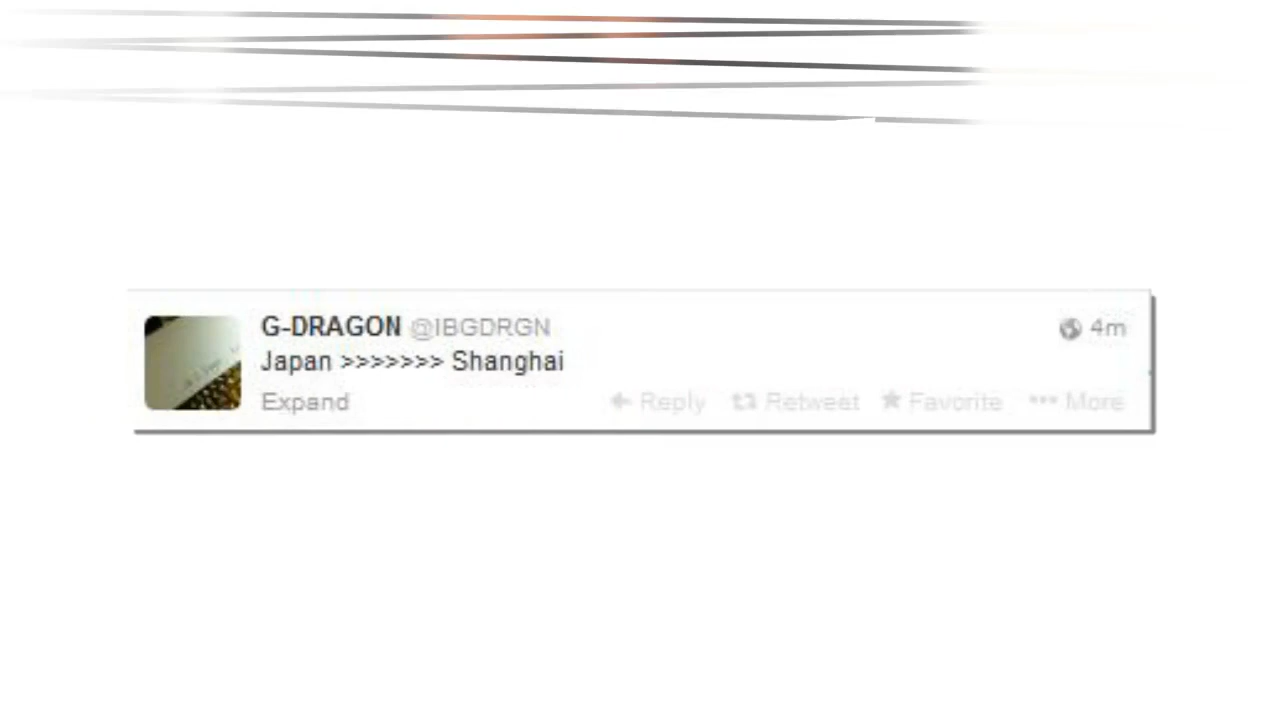 G-DRAGON @IBGDRGN 4m
Japan >>>>>>> Shanghai
Expand Reply Retweet Favorite ••• More